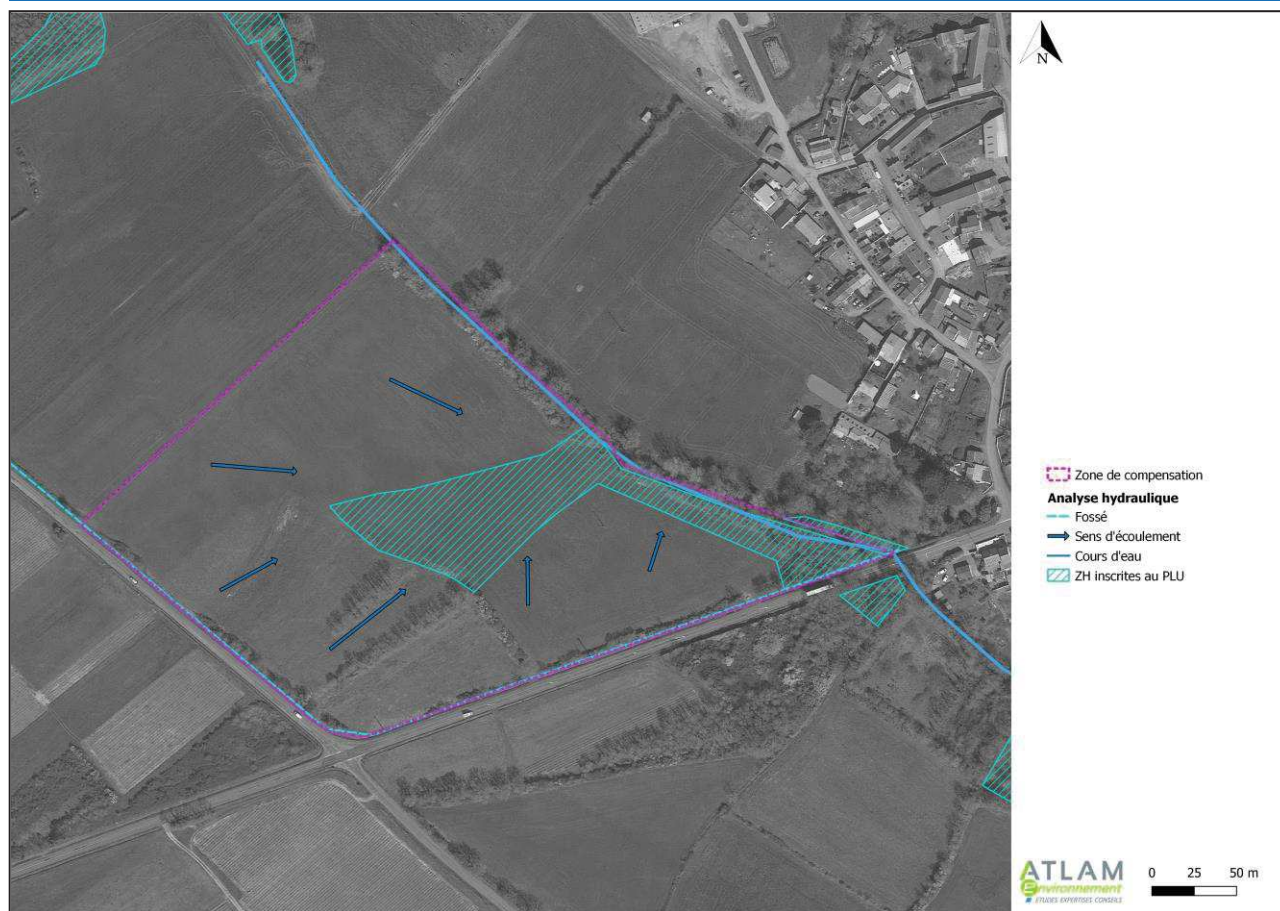 N
Zone de compensation
Analyse hydraulique
Fossé
Sens d'écoulement
Cours d'eau
ZH inscrites au PLU
ATLAM
environnement
ETUDES EXPERTISES CONSEILS
0 25 50 m